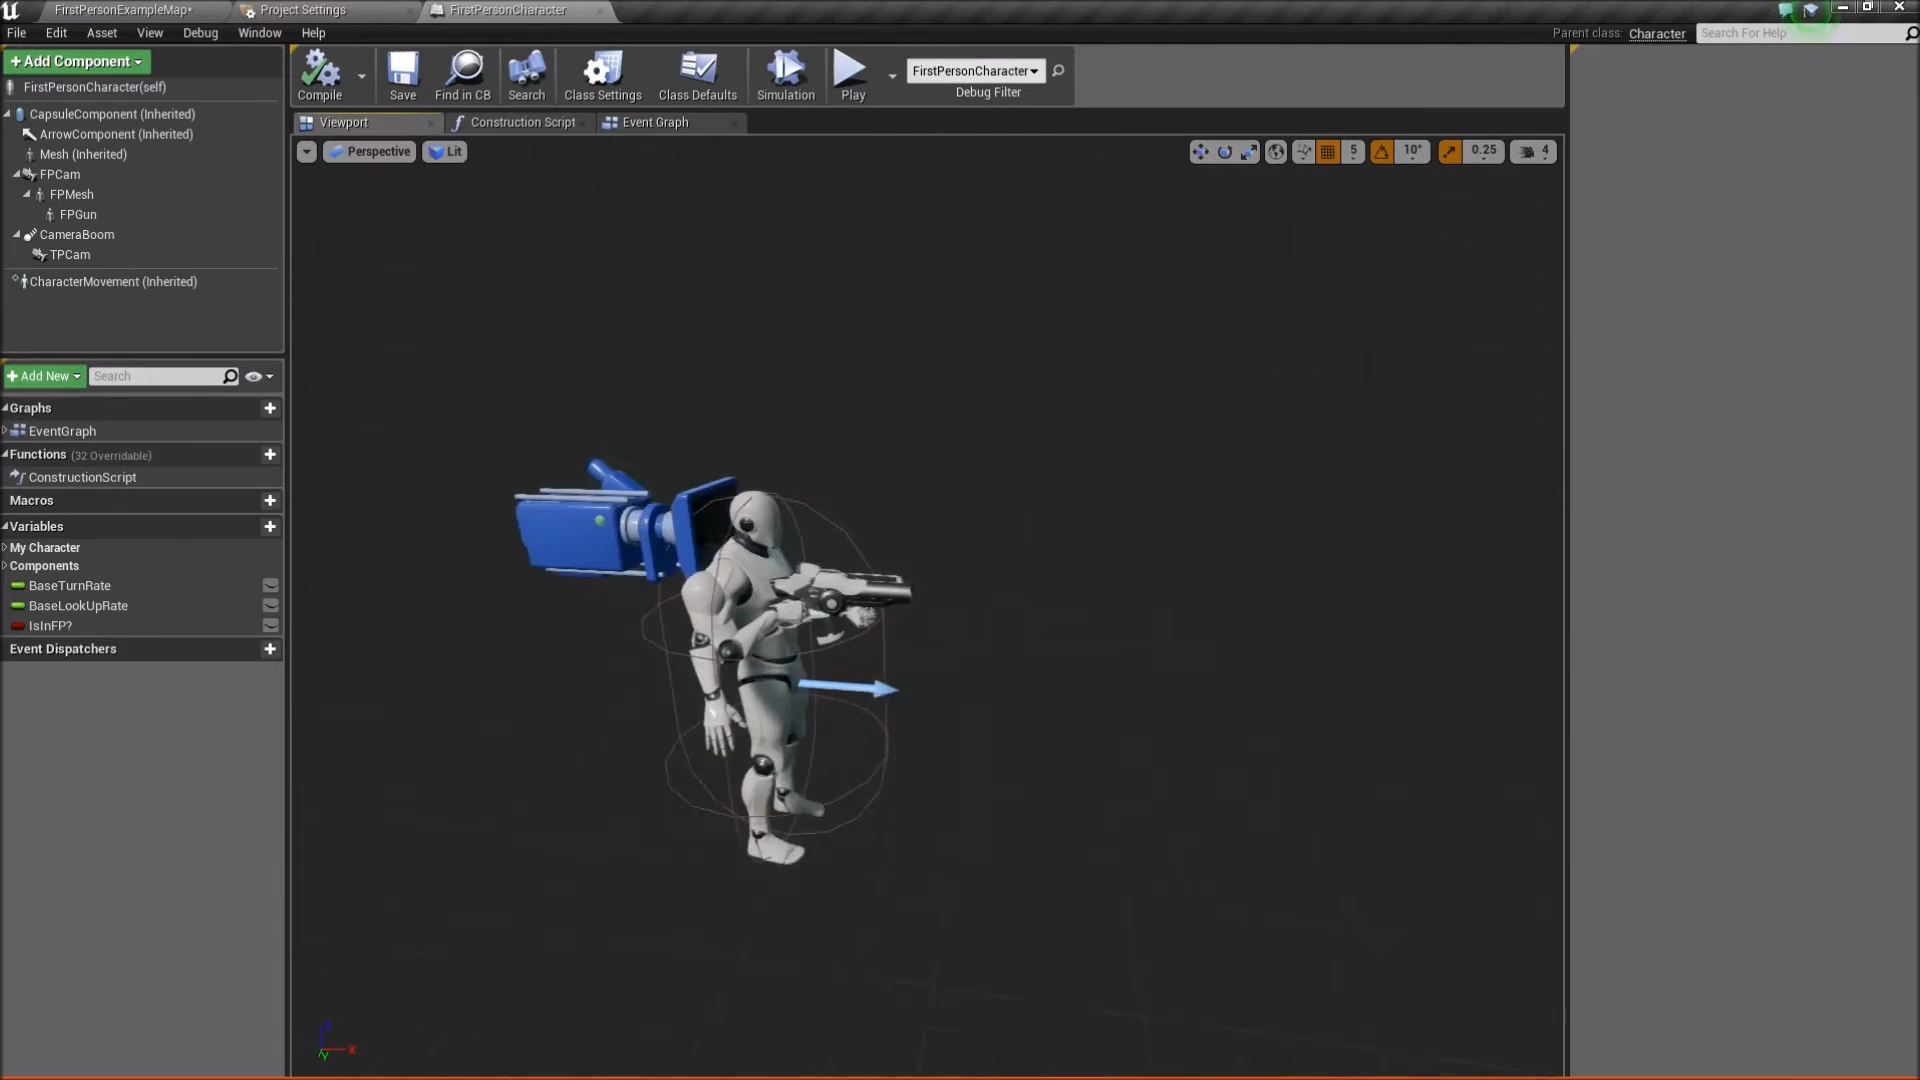 FirstPersonExampleMap*
Project Settings
FirstPersonCharacter
File Edit Asset View Debug Window Help
Parent class: Character
Search For Help
Add Component
FirstPersonCharacter(self)
CapsuleComponent (Inherited)
ArrowComponent (Inherited)
Mesh (Inherited)
FPCam
FPMesh
FPGun
CameraBoom
TPCam
CharacterMovement (Inherited)
Compile
Save
Find in CB
Search
Class Settings
Class Defaults
Simulation
Play
FirstPersonCharacter
Debug Filter
Viewport
Construction Script
Event Graph
Perspective
Lit
5
10°
0.25
4
Add New
Search
Graphs
EventGraph
Functions (32 Overridable)
ConstructionScript
Macros
Variables
My Character
Components
BaseTurnRate
BaseLookUpRate
IsInFP?
Event Dispatchers
Z
X
Y